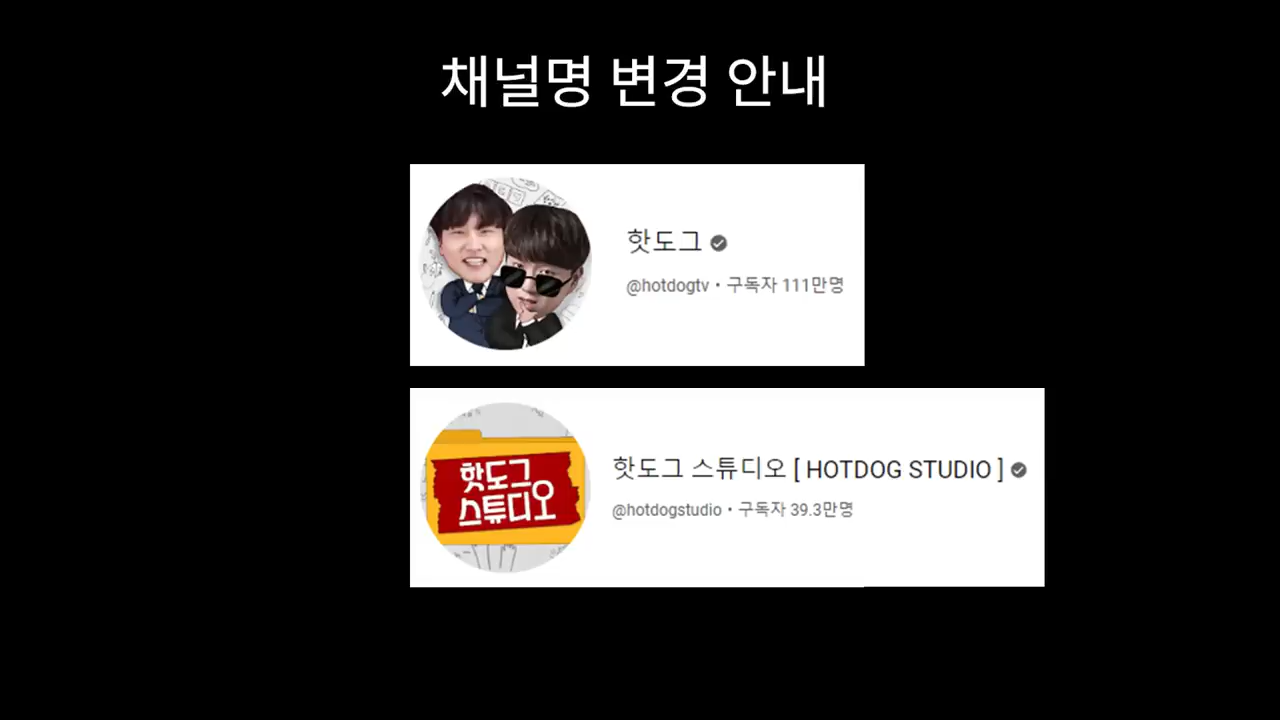 채널명 변경 안내
핫도그
@hotdogtv • 구독자 111만명
핫도그
스튜디오
핫도그 스튜디오 [ HOTDOG STUDIO ]
@hotdogstudio • 구독자 39.3만명